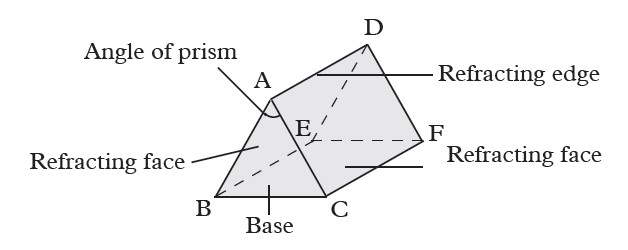 D
Angle of prism
A
Refracting edge
E
F
Refracting face
Refracting face
B
C
Base